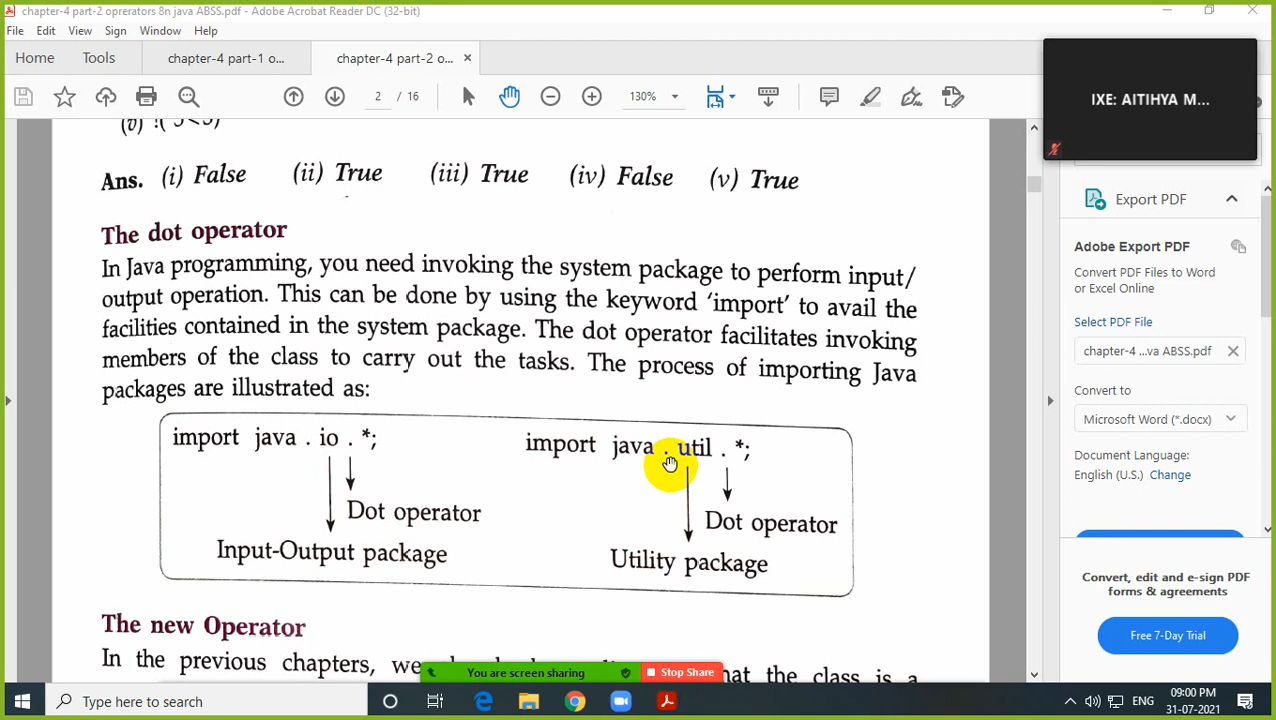 chapter-4 part-2 oprerators 8n java ABSS.pdf - Adobe Acrobat Reader DC (32-bit)
File Edit View Sign Window Help
Home Tools chapter-4 part-1 o... chapter-4 part-2 o... ×
2 / 16 130%
IXE: AITIHYA M...
(v) !( 5<3)
Ans. (i) False (ii) True (iii) True (iv) False (v) True
The dot operator
In Java programming, you need invoking the system package to perform input/
output operation. This can be done by using the keyword 'import' to avail the
facilities contained in the system package. The dot operator facilitates invoking
members of the class to carry out the tasks. The process of importing Java
packages are illustrated as:
import java . io . *; import java . util . *;
Dot operator Dot operator
Input-Output package Utility package
The new Operator
In the previous chapters, we
hat the class is a
Export PDF
Adobe Export PDF
Convert PDF Files to Word
or Excel Online
Select PDF File
chapter-4 ...va ABSS.pdf
Convert to
Microsoft Word (*.docx)
Document Language:
English (U.S.) Change
Convert, edit and e-sign PDF
forms & agreements
Free 7-Day Trial
You are screen sharing Stop Share
Type here to search
ENG
09:00 PM
31-07-2021